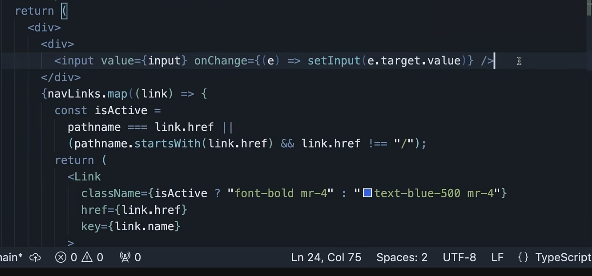 return (
<div>
<div>
<input value={input} onChange={(e) => setInput(e.target.value)} />
</div>
{navLinks.map((link) => {
const isActive =
pathname === link.href ||
(pathname.startsWith(link.href) && link.href !== "/");
return (
<Link
className={isActive ? "font-bold mr-4" : "text-blue-500 mr-4"}
href={link.href}
key={link.name}
>
main* 0 0 0 Ln 24, Col 75 Spaces: 2 UTF-8 LF {} TypeScript